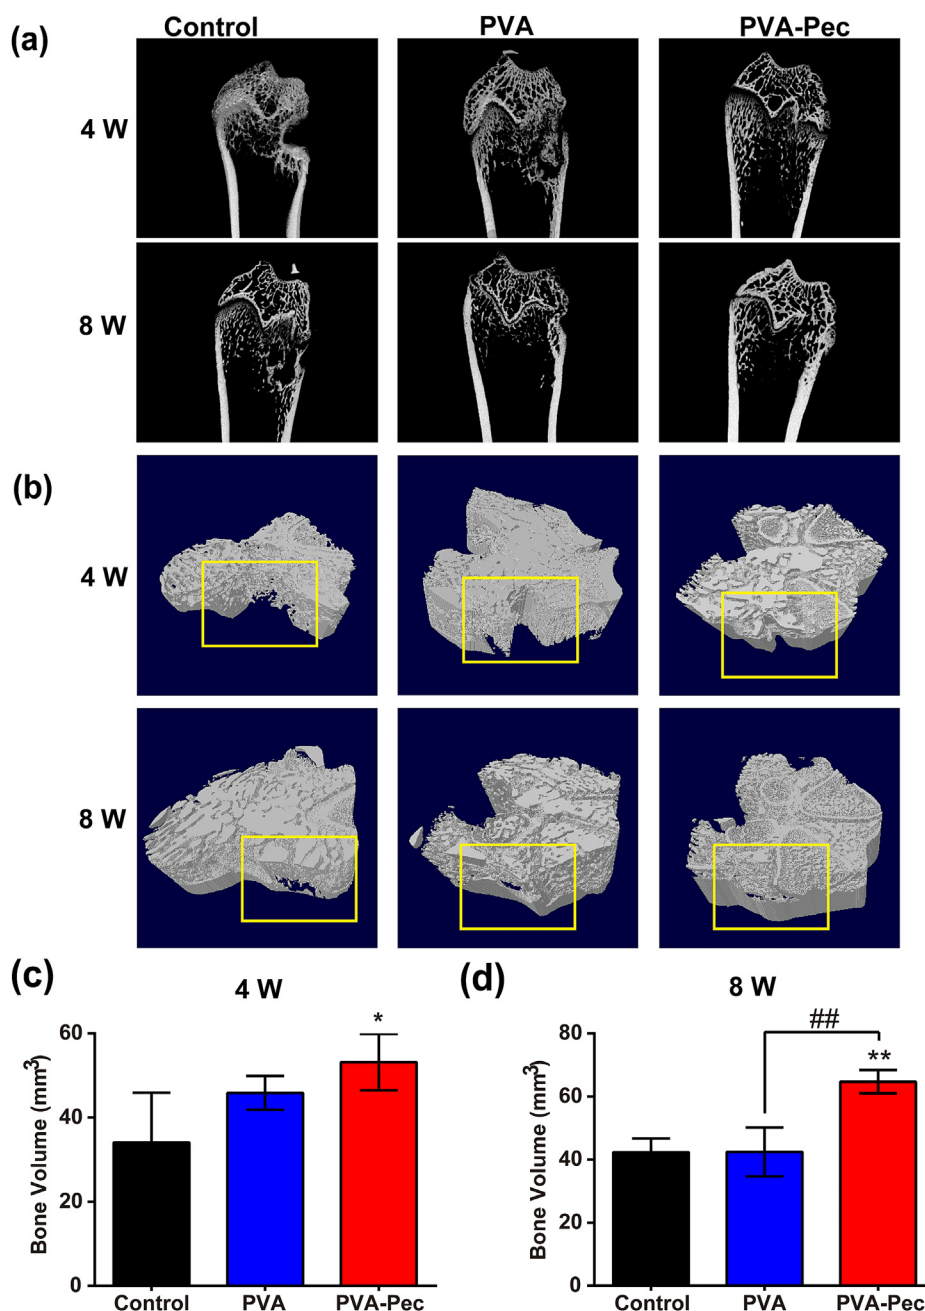 (a)
Control PVA PVA-Pec
4 W
8 W
(b)
4 W
8 W
(c)
4 W
Bone Volume (mm³)
60
40
20
0
*
Control PVA PVA-Pec
(d)
8 W
Bone Volume (mm³)
80
60
40
20
0
##
**
Control PVA PVA-Pec